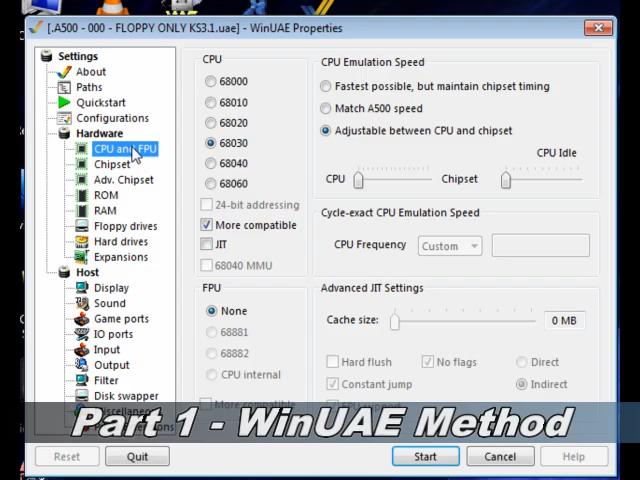 [.A500 - 000 - FLOPPY ONLY KS3.1.uae] - WinUAE Properties
Settings
About
Paths
Quickstart
Configurations
Hardware
CPU and FPU
Chipset
Adv. Chipset
ROM
RAM
Floppy drives
Hard drives
Expansions
Host
Display
Sound
Game ports
IO ports
Input
Output
Filter
Disk swapper
CPU
68000
68010
68020
68030
68040
68060
24-bit addressing
More compatible
JIT
68040 MMU
FPU
None
68881
68882
CPU internal
More compatible
CPU Emulation Speed
Fastest possible, but maintain chipset timing
Match A500 speed
Adjustable between CPU and chipset
CPU Idle
CPU
Chipset
Cycle-exact CPU Emulation Speed
CPU Frequency
Custom
Advanced JIT Settings
Cache size:
0 MB
Hard flush
No flags
Direct
Constant jump
Indirect
Part 1 - WinUAE Method
Reset
Quit
Start
Cancel
Help